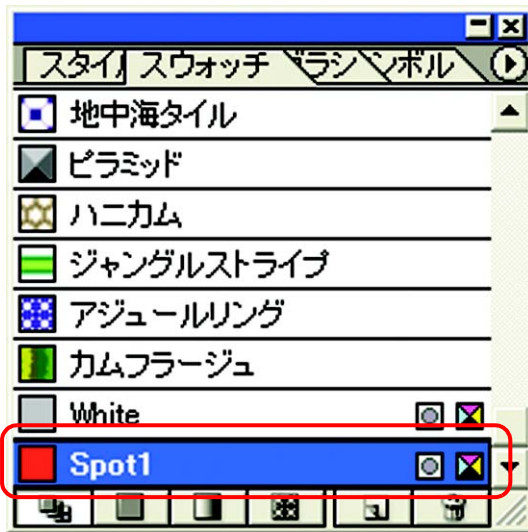 スタイル スウォッチ ブラシ シンボル
地中海タイル
ピラミッド
ハニカム
ジャングルストライプ
アジュールリング
カムフラージュ
White
Spot1